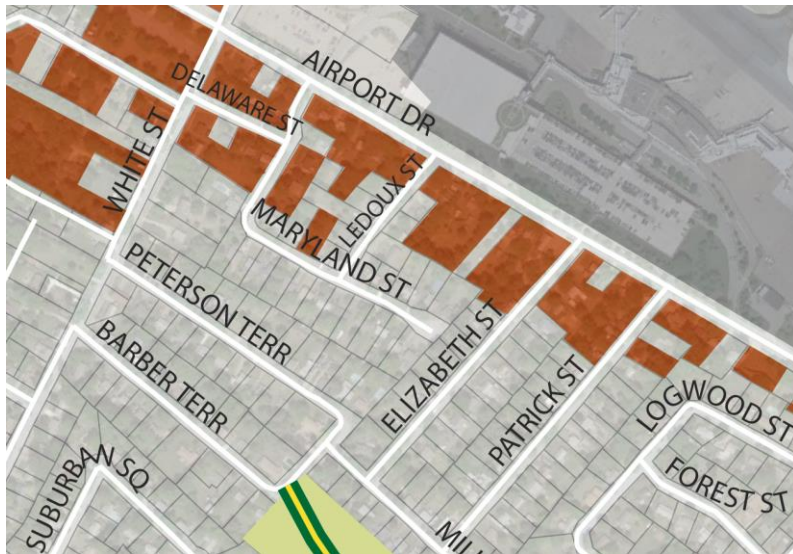 AIRPORT DR
DELAWARE ST
WHITE ST
LEDOUX ST
MARYLAND ST
PETERSON TERR
ELIZABETH ST
BARBER TERR
PATRICK ST
LOGWOOD ST
SUBURBAN SQ
FOREST ST